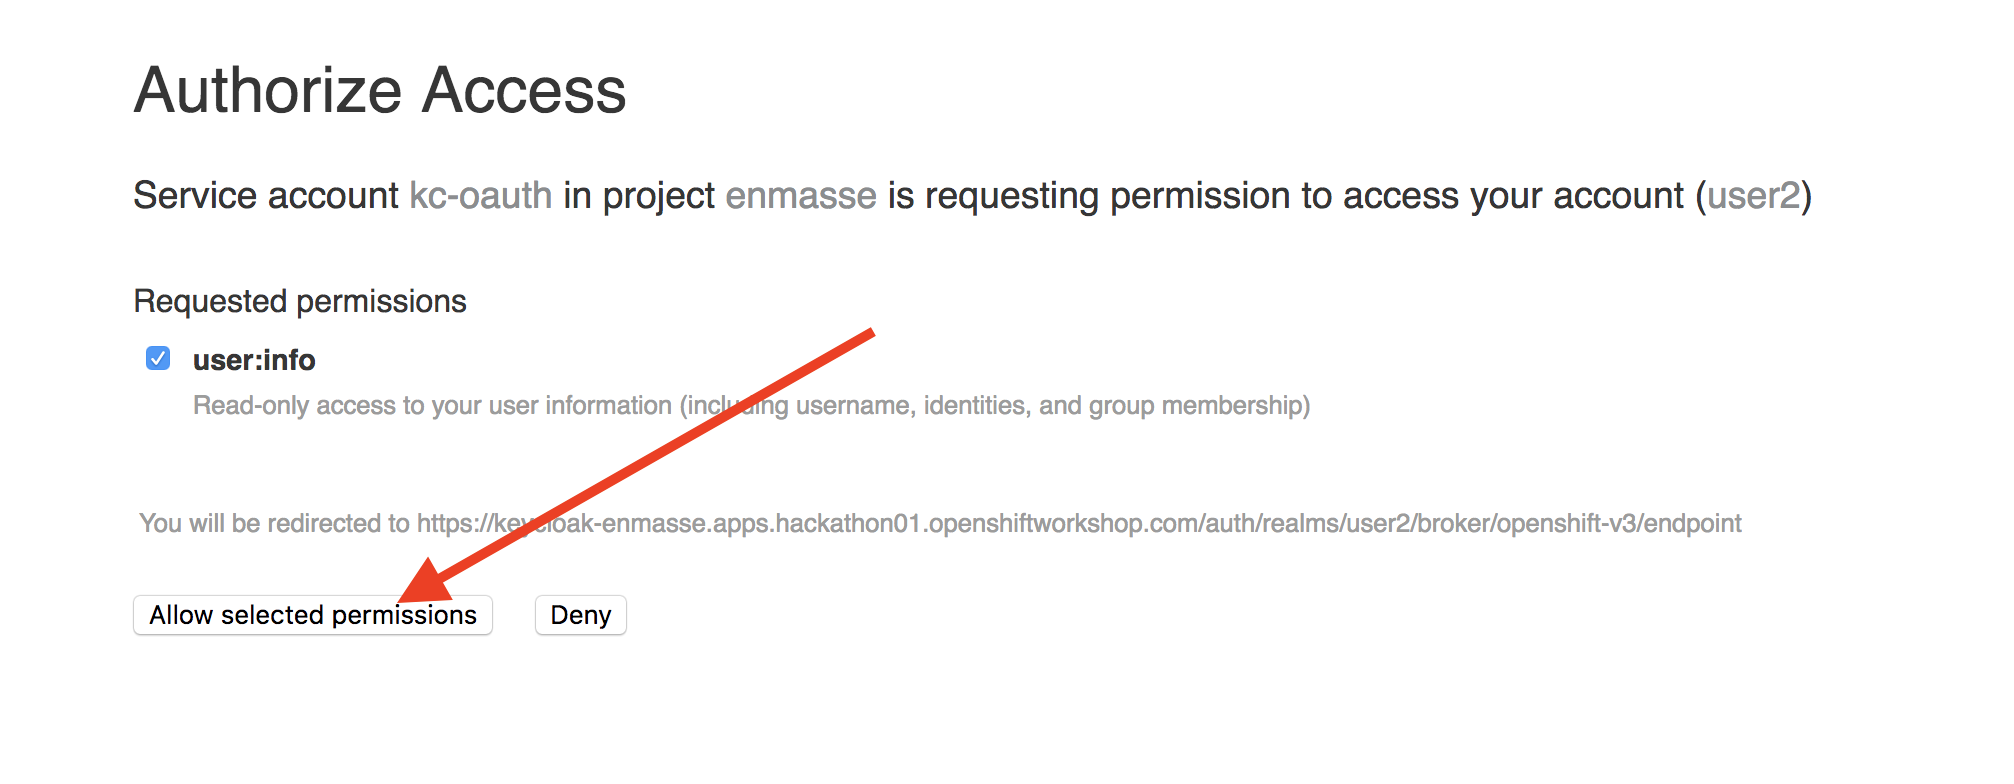 Authorize Access
Service account kc-oauth in project enmasse is requesting permission to access your account (user2)
Requested permissions
user:info
Read-only access to your user information (including username, identities, and group membership)
You will be redirected to https://keycloak-enmasse.apps.hackathon01.openshiftworkshop.com/auth/realms/user2/broker/openshift-v3/endpoint
Allow selected permissions Deny